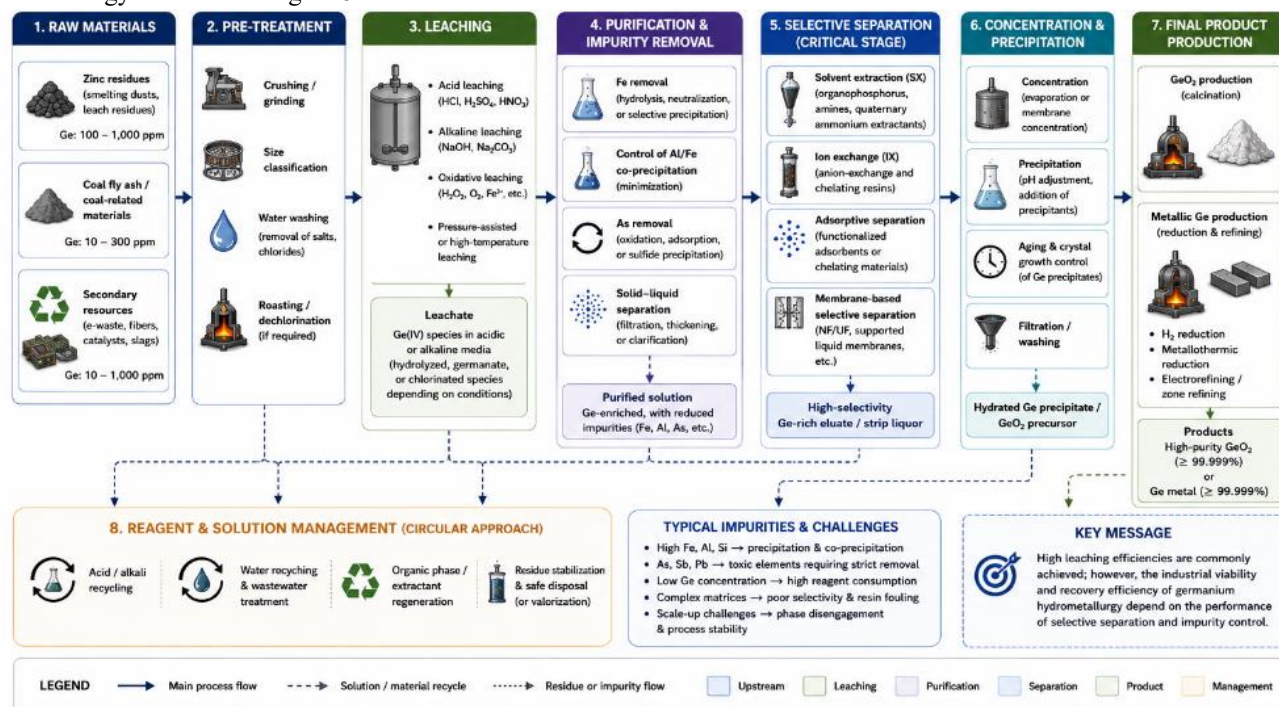 1. RAW MATERIALS
Zinc residues
(smelting dusts,
leach residues)
Ge: 100 – 1,000 ppm
Coal fly ash /
coal-related
materials
Ge: 10 – 300 ppm
Secondary
resources
(e-waste, fibers,
catalysts, slags)
Ge: 10 – 1,000 ppm
2. PRE-TREATMENT
Crushing /
grinding
Size
classification
Water washing
(removal of salts,
chlorides)
Roasting /
dechlorination
(if required)
3. LEACHING
• Acid leaching
(HCl, H₂SO₄, HNO₃)
• Alkaline leaching
(NaOH, Na₂CO₃)
• Oxidative leaching
(H₂O₂, O₂, Fe³⁺, etc.)
• Pressure-assisted
or high-temperature
leaching
Leachate
Ge(IV) species in acidic
or alkaline media
(hydrolyzed, germanate,
or chlorinated species
depending on conditions)
4. PURIFICATION &
IMPURITY REMOVAL
Fe removal
(hydrolysis, neutralization,
or selective precipitation)
Control of Al/Fe
co-precipitation
(minimization)
As removal
(oxidation, adsorption,
or sulfide precipitation)
Solid–liquid
separation
(filtration, thickening,
or clarification)
Purified solution
Ge-enriched, with reduced
impurities (Fe, Al, As, etc.)
5. SELECTIVE SEPARATION
(CRITICAL STAGE)
Solvent extraction (SX)
(organophosphorus,
amines, quaternary
ammonium extractants)
Ion exchange (IX)
(anion-exchange and
chelating resins)
Adsorptive separation
(functionalized
adsorbents or
chelating materials)
Membrane-based
selective separation
(NF/UF, supported
liquid membranes,
etc.)
High-selectivity
Ge-rich eluate / strip liquor
6. CONCENTRATION &
PRECIPITATION
Concentration
(evaporation or
membrane
concentration)
Precipitation
(pH adjustment,
addition of
precipitants)
Aging & crystal
growth control
(of Ge precipitates)
Filtration /
washing
Hydrated Ge precipitate /
GeO₂ precursor
7. FINAL PRODUCT
PRODUCTION
GeO₂ production
(calcination)
Metallic Ge production
(reduction & refining)
• H₂ reduction
• Metallothermic
reduction
• Electrorefining /
zone refining
Products
High-purity GeO₂
(≥ 99.999%)
or
Ge metal (≥ 99.999%)
8. REAGENT & SOLUTION MANAGEMENT (CIRCULAR APPROACH)
Acid / alkali
recycling
Water recycling
& wastewater
treatment
Organic phase /
extractant
regeneration
Residue stabilization
& safe disposal
(or valorization)
TYPICAL IMPURITIES & CHALLENGES
• High Fe, Al, Si → precipitation & co-precipitation
• As, Sb, Pb → toxic elements requiring strict removal
• Low Ge concentration → high reagent consumption
• Complex matrices → poor selectivity & resin fouling
• Scale-up challenges → phase disengagement
& process stability
KEY MESSAGE
High leaching efficiencies are commonly
achieved; however, the industrial viability
and recovery efficiency of germanium
hydrometallurgy depend on the performance
of selective separation and impurity control.
LEGEND
Main process flow
Solution / material recycle
Residue or impurity flow
Upstream
Leaching
Purification
Separation
Product
Management